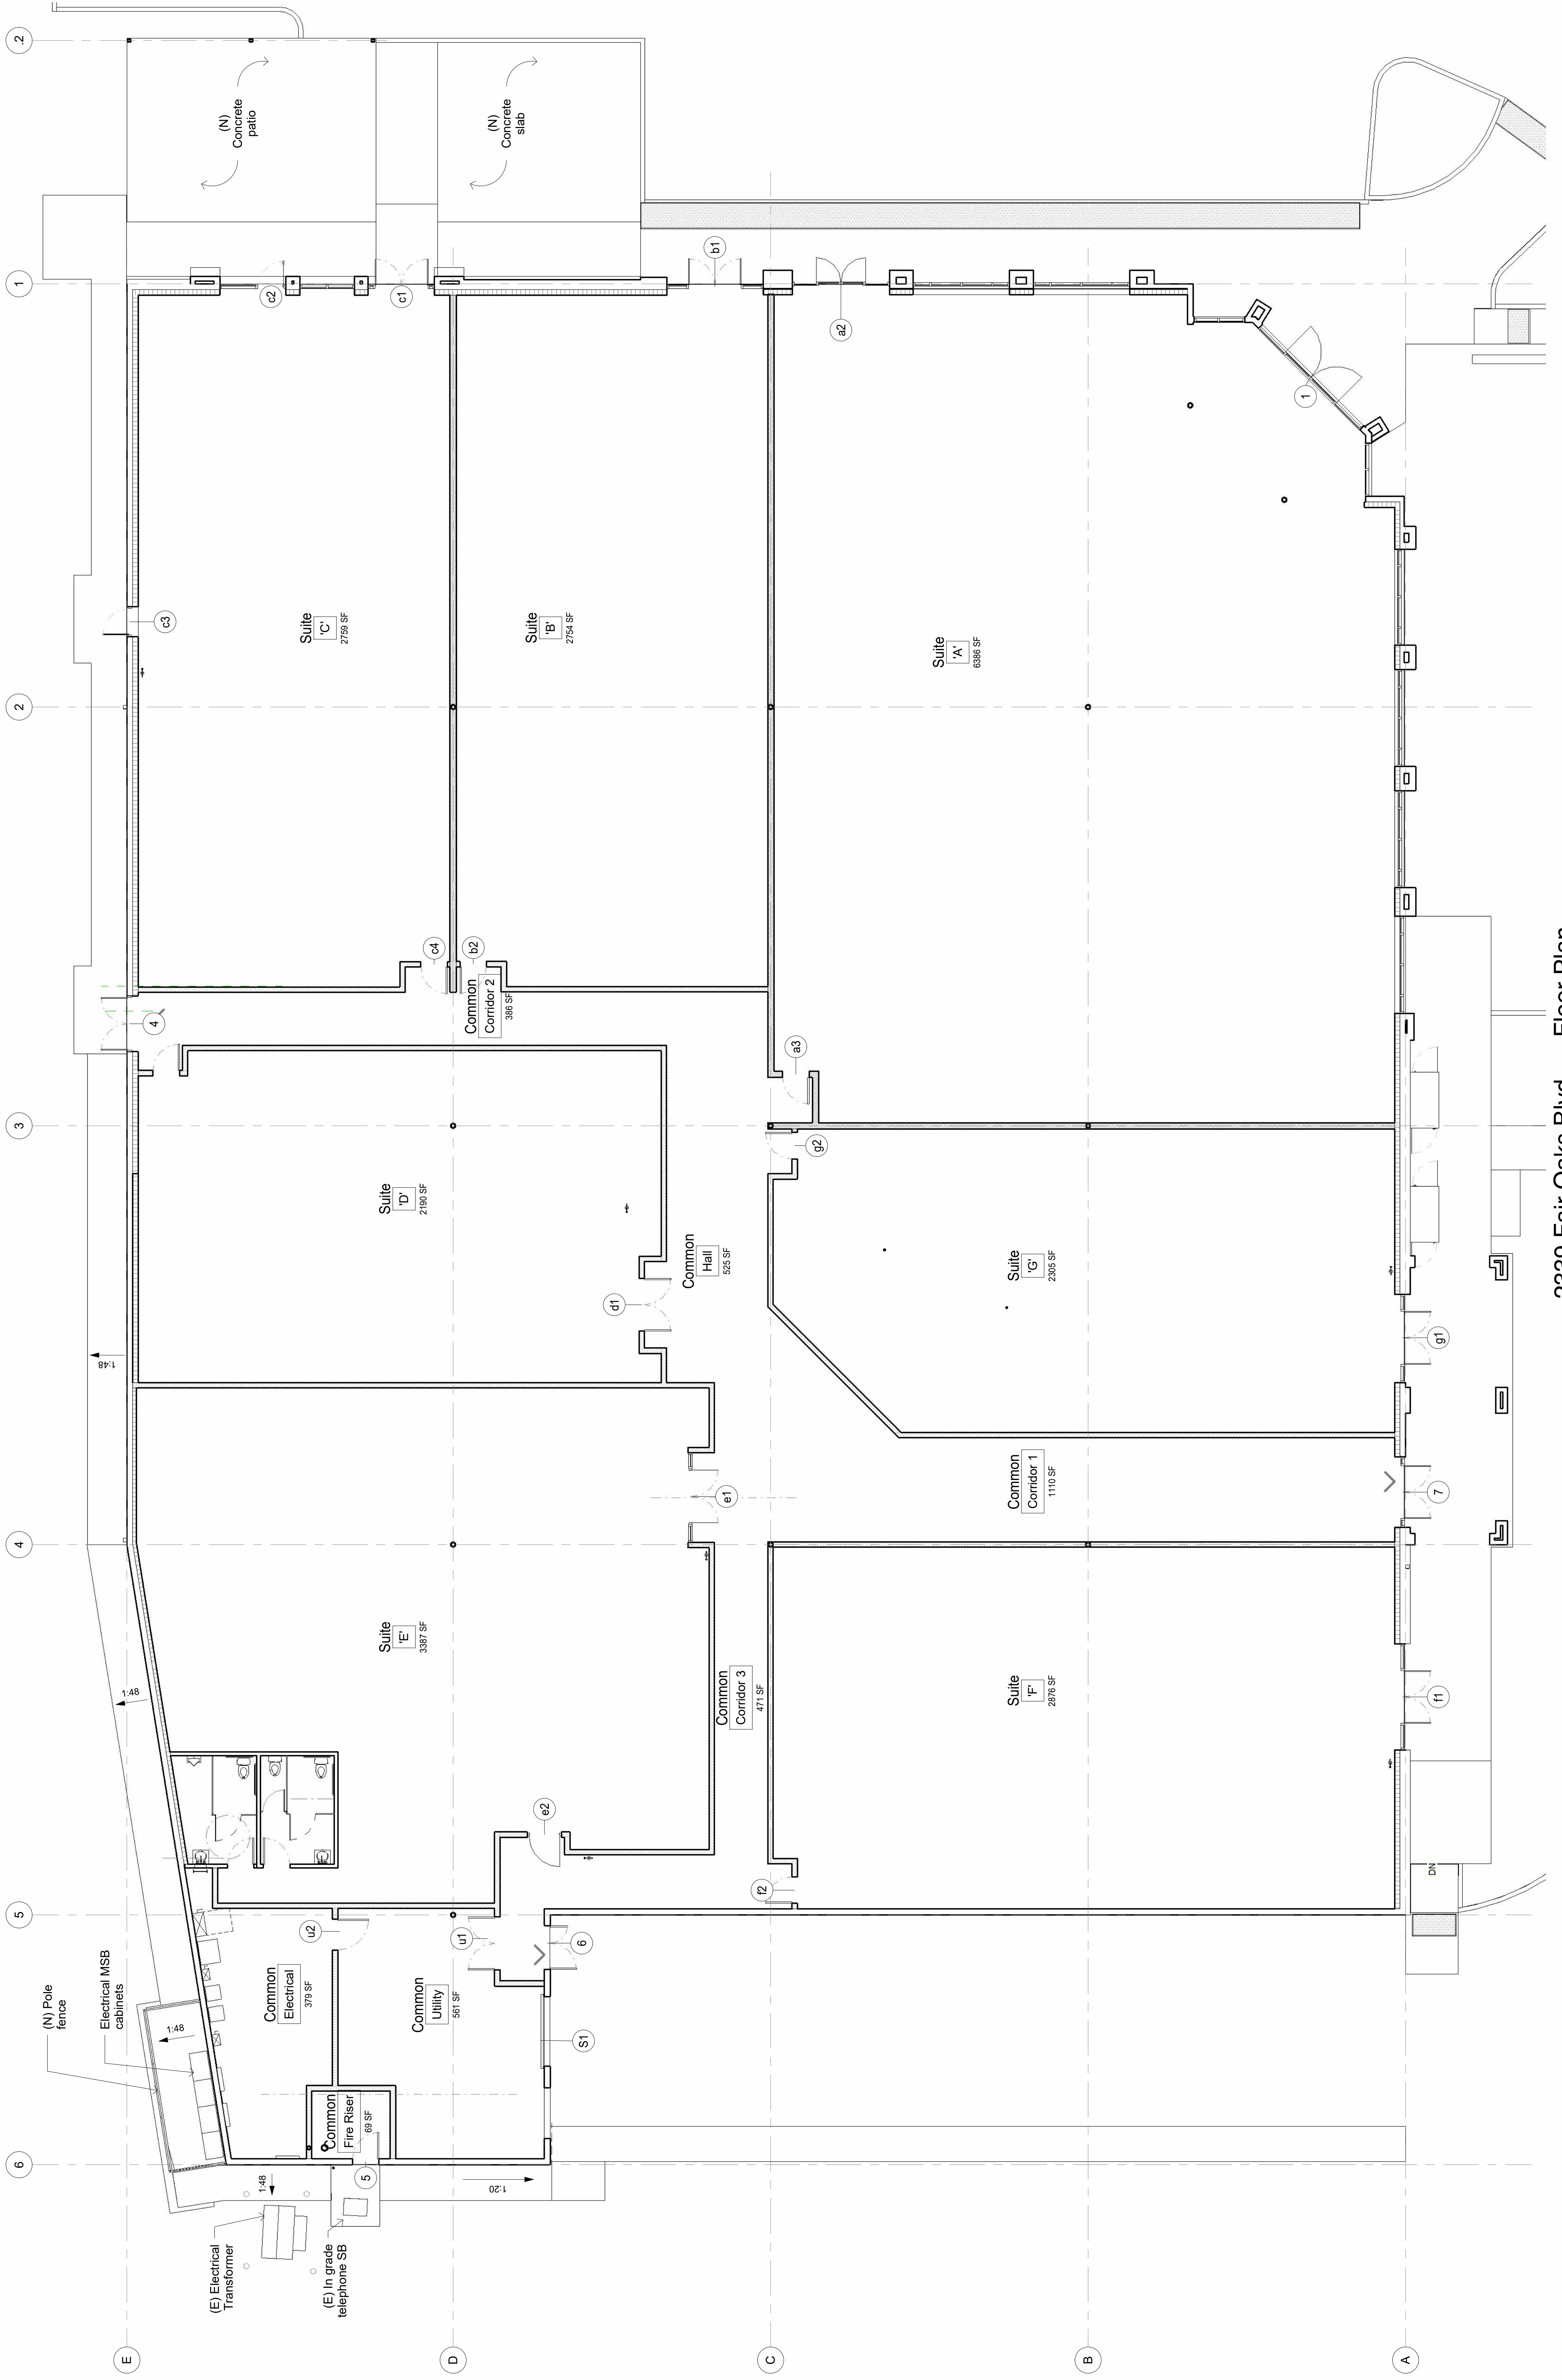 6
5
4
3
2
1
.2
(N) Pole
fence
Electrical MSB
cabinets
E
1:48
1:48
1:48
4
c3
(E) Electrical
Transformer
1:48
(N)
Concrete
patio
Common
Electrical
379 SF
c2
u2
Suite
'C'
2759 SF
(E) In grade
telephone SB
Common
Fire Riser
69 SF
5
Suite
'E'
3387 SF
Suite
'D'
2190 SF
c1
c4
Common
Utility
561 SF
D
u1
b2
Common
Corridor 2
386 SF
1:20
(N)
Concrete
slab
e2
Suite
'B'
2754 SF
6
S1
d1
Common
Hall
525 SF
b1
e1
Common
Corridor 3
471 SF
f2
C
a3
g2
a2
Suite
'A'
6386 SF
Suite
'F'
2876 SF
Common
Corridor 1
1110 SF
Suite
'G'
2305 SF
B
1
A
DN
f1
7
g1
Fair Oaks Blvd
Floor Plan